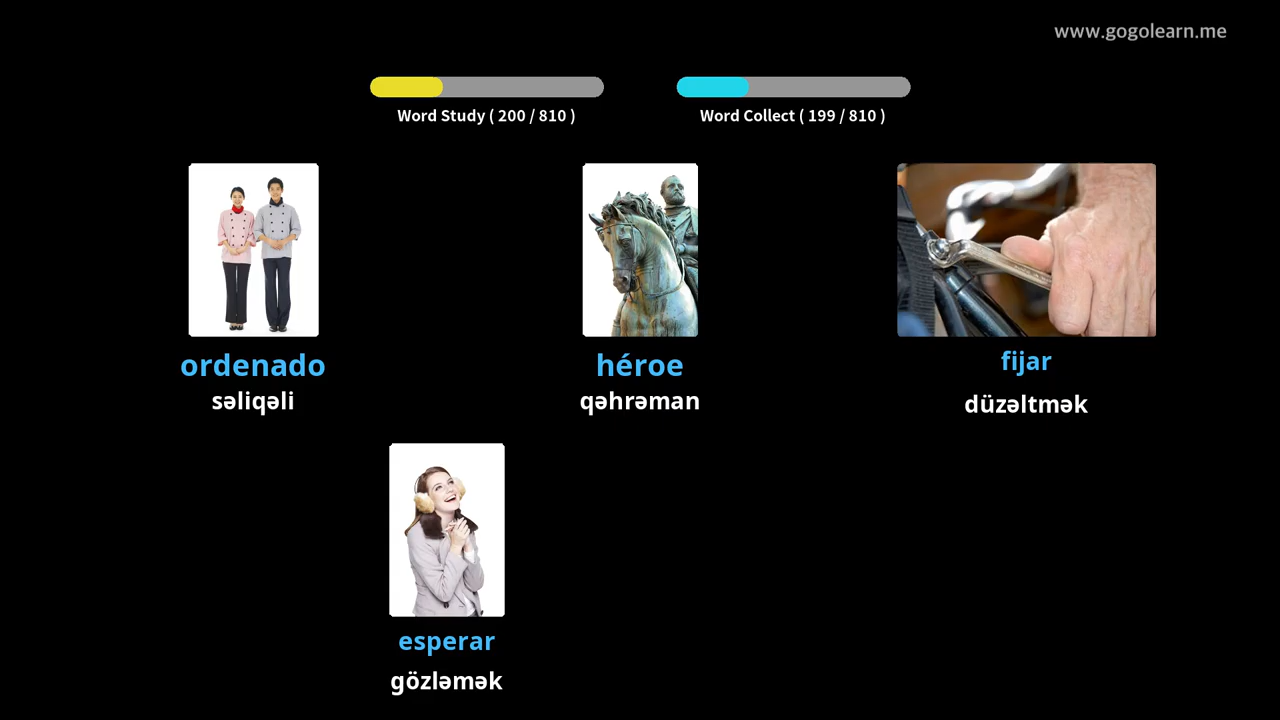 www.gogolearn.me
Word Study ( 200 / 810 )
Word Collect ( 199 / 810 )
ordenado
səliqəli
héroe
qəhrəman
fijar
düzəltmək
esperar
gözləmək